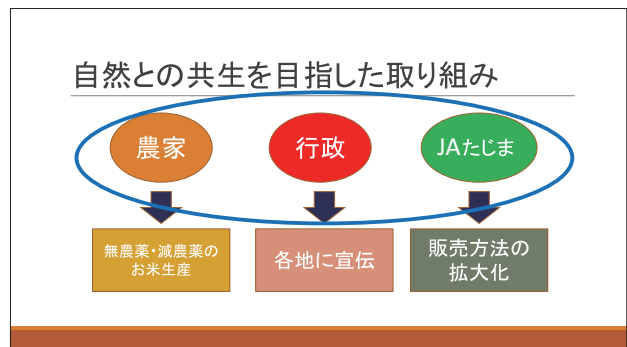 自然との共生を目指した取り組み
農家
行政
JAたじま
無農薬・減農薬の
お米生産
各地に宣伝
販売方法の
拡大化